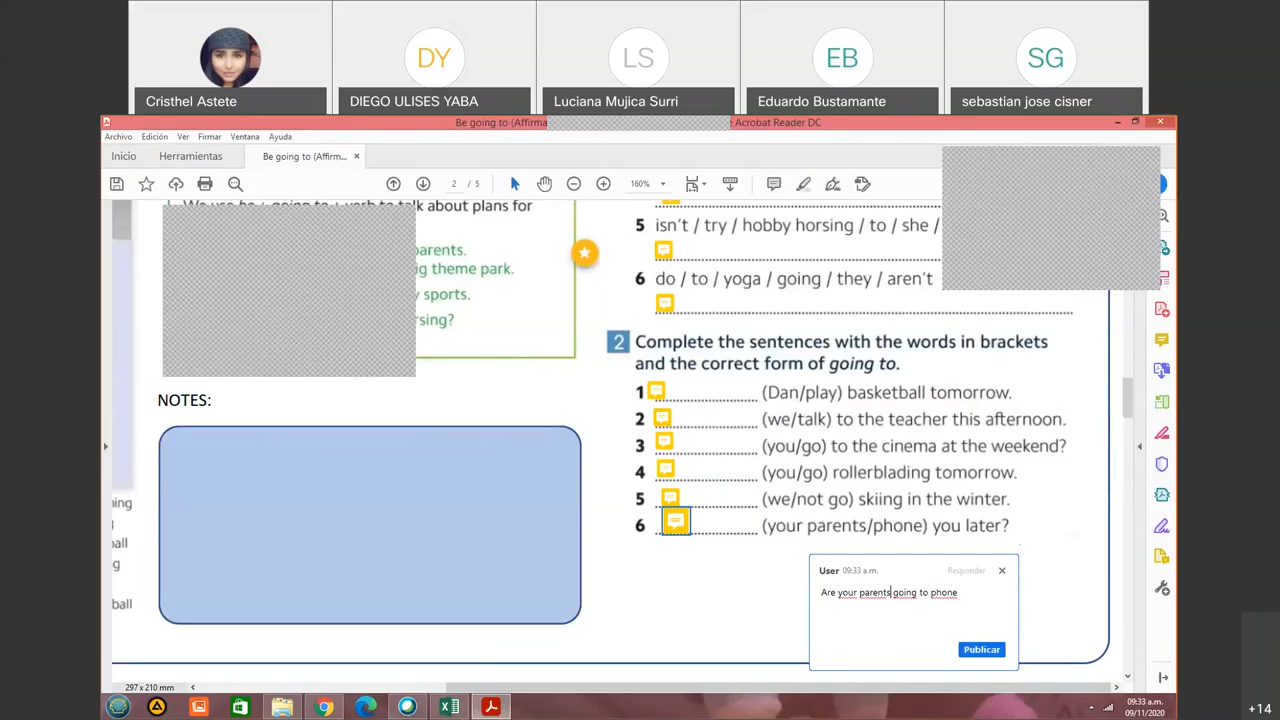 DY
LS
EB
SG
Cristhel Astete
DIEGO ULISES YABA
Luciana Mujica Surri
Eduardo Bustamante
sebastian jose cisner
Be going to (Affirma
Acrobat Reader DC
Archivo Edición Ver Firmar Ventana Ayuda
Inicio Herramientas Be going to (Affirm... ×
2 / 5 160%
We use be + going to + verb to talk about plans for
parents.
theme park.
sports.
5 isn't / try / hobby horsing / to / she /
6 do / to / yoga / going / they / aren't
2 Complete the sentences with the words in brackets
and the correct form of going to.
1 (Dan/play) basketball tomorrow.
2 (we/talk) to the teacher this afternoon.
3 (you/go) to the cinema at the weekend?
4 (you/go) rollerblading tomorrow.
5 (we/not go) skiing in the winter.
6 (your parents/phone) you later?
NOTES:
User 09:33 a.m. Responder
Are your parents going to phone
Publicar
297 x 210 mm
09:33 a.m.
09/11/2020
+14